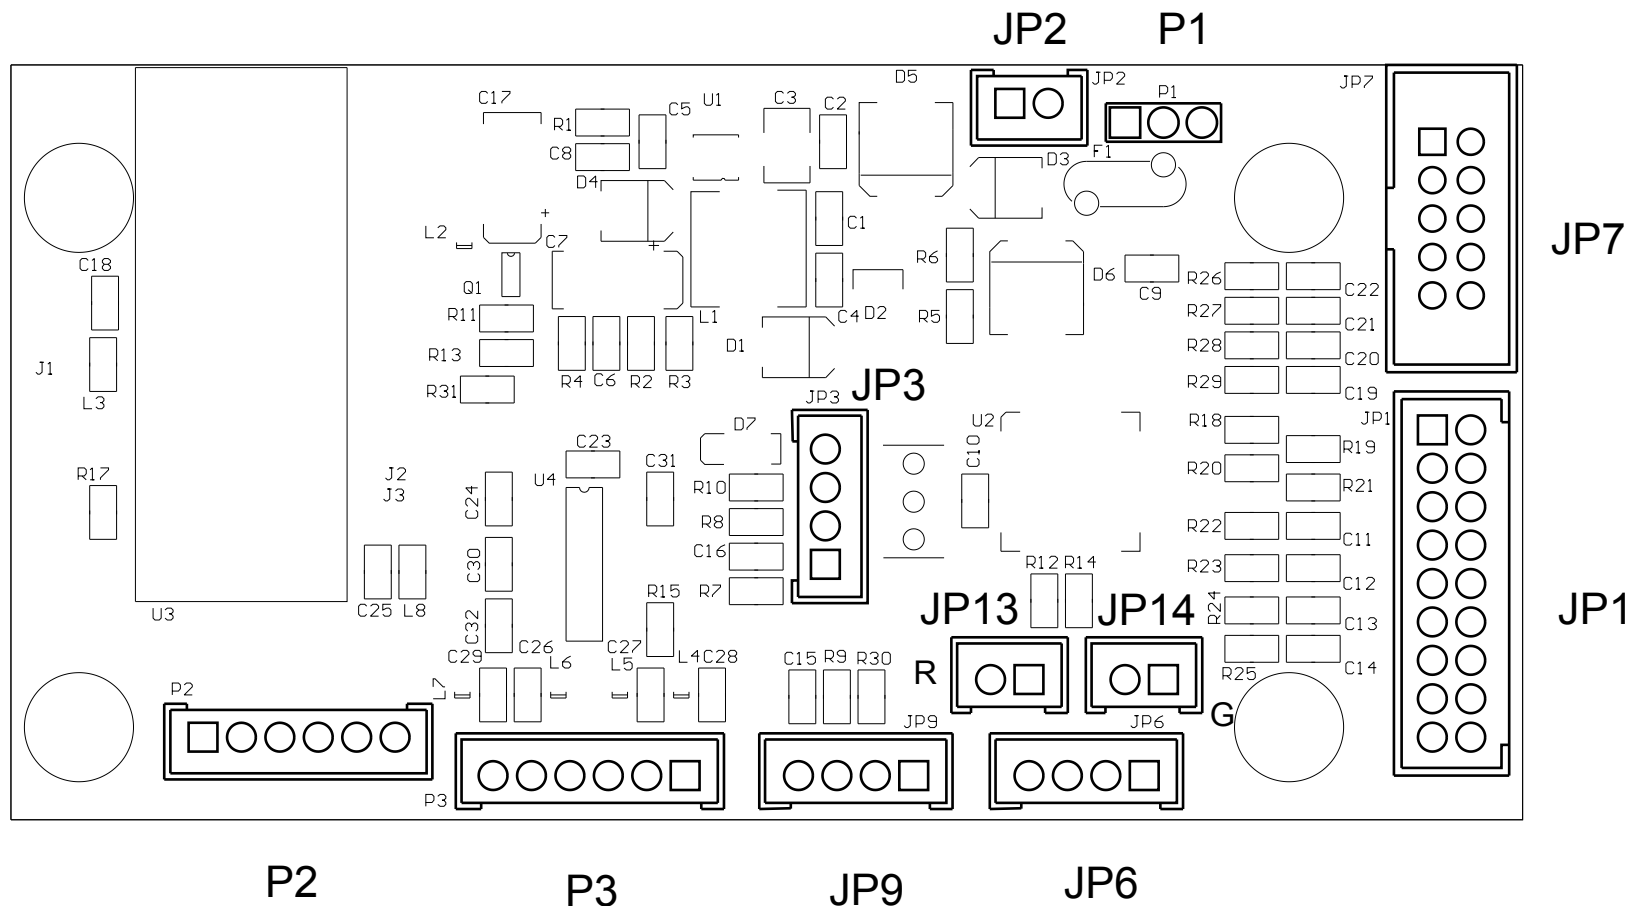 JP2 P1
C17 R1 C5 U1 C3 C2 D5 JP2 P1 JP7
C8 D4 D3 F1
+
L2 C7 + C1 R6 JP7
C18 Q1 D6 C9 R26 C22
R11 L1 C4 D2 R5 R27 C21
J1 R13 D1 R28 C20
L3 R31 R4 C6 R2 R3 JP3 R29 C19
JP3 U2 R18 JP1
D7 C10 R19
R17 J2 C23 C31 R20
J3 C24 U4 R10 R21
R8 R22 C11
C30 C16 R12 R14 R23 C12
U3 C25 L8 C32 R15 R7 JP13 JP14 R24 C13 JP1
C29 C26 L6 C27 L5 L4 C28 C15 R9 R30 R R25 C14
P2 L7 JP9 JP6 G
P3
P2 P3 JP9 JP6